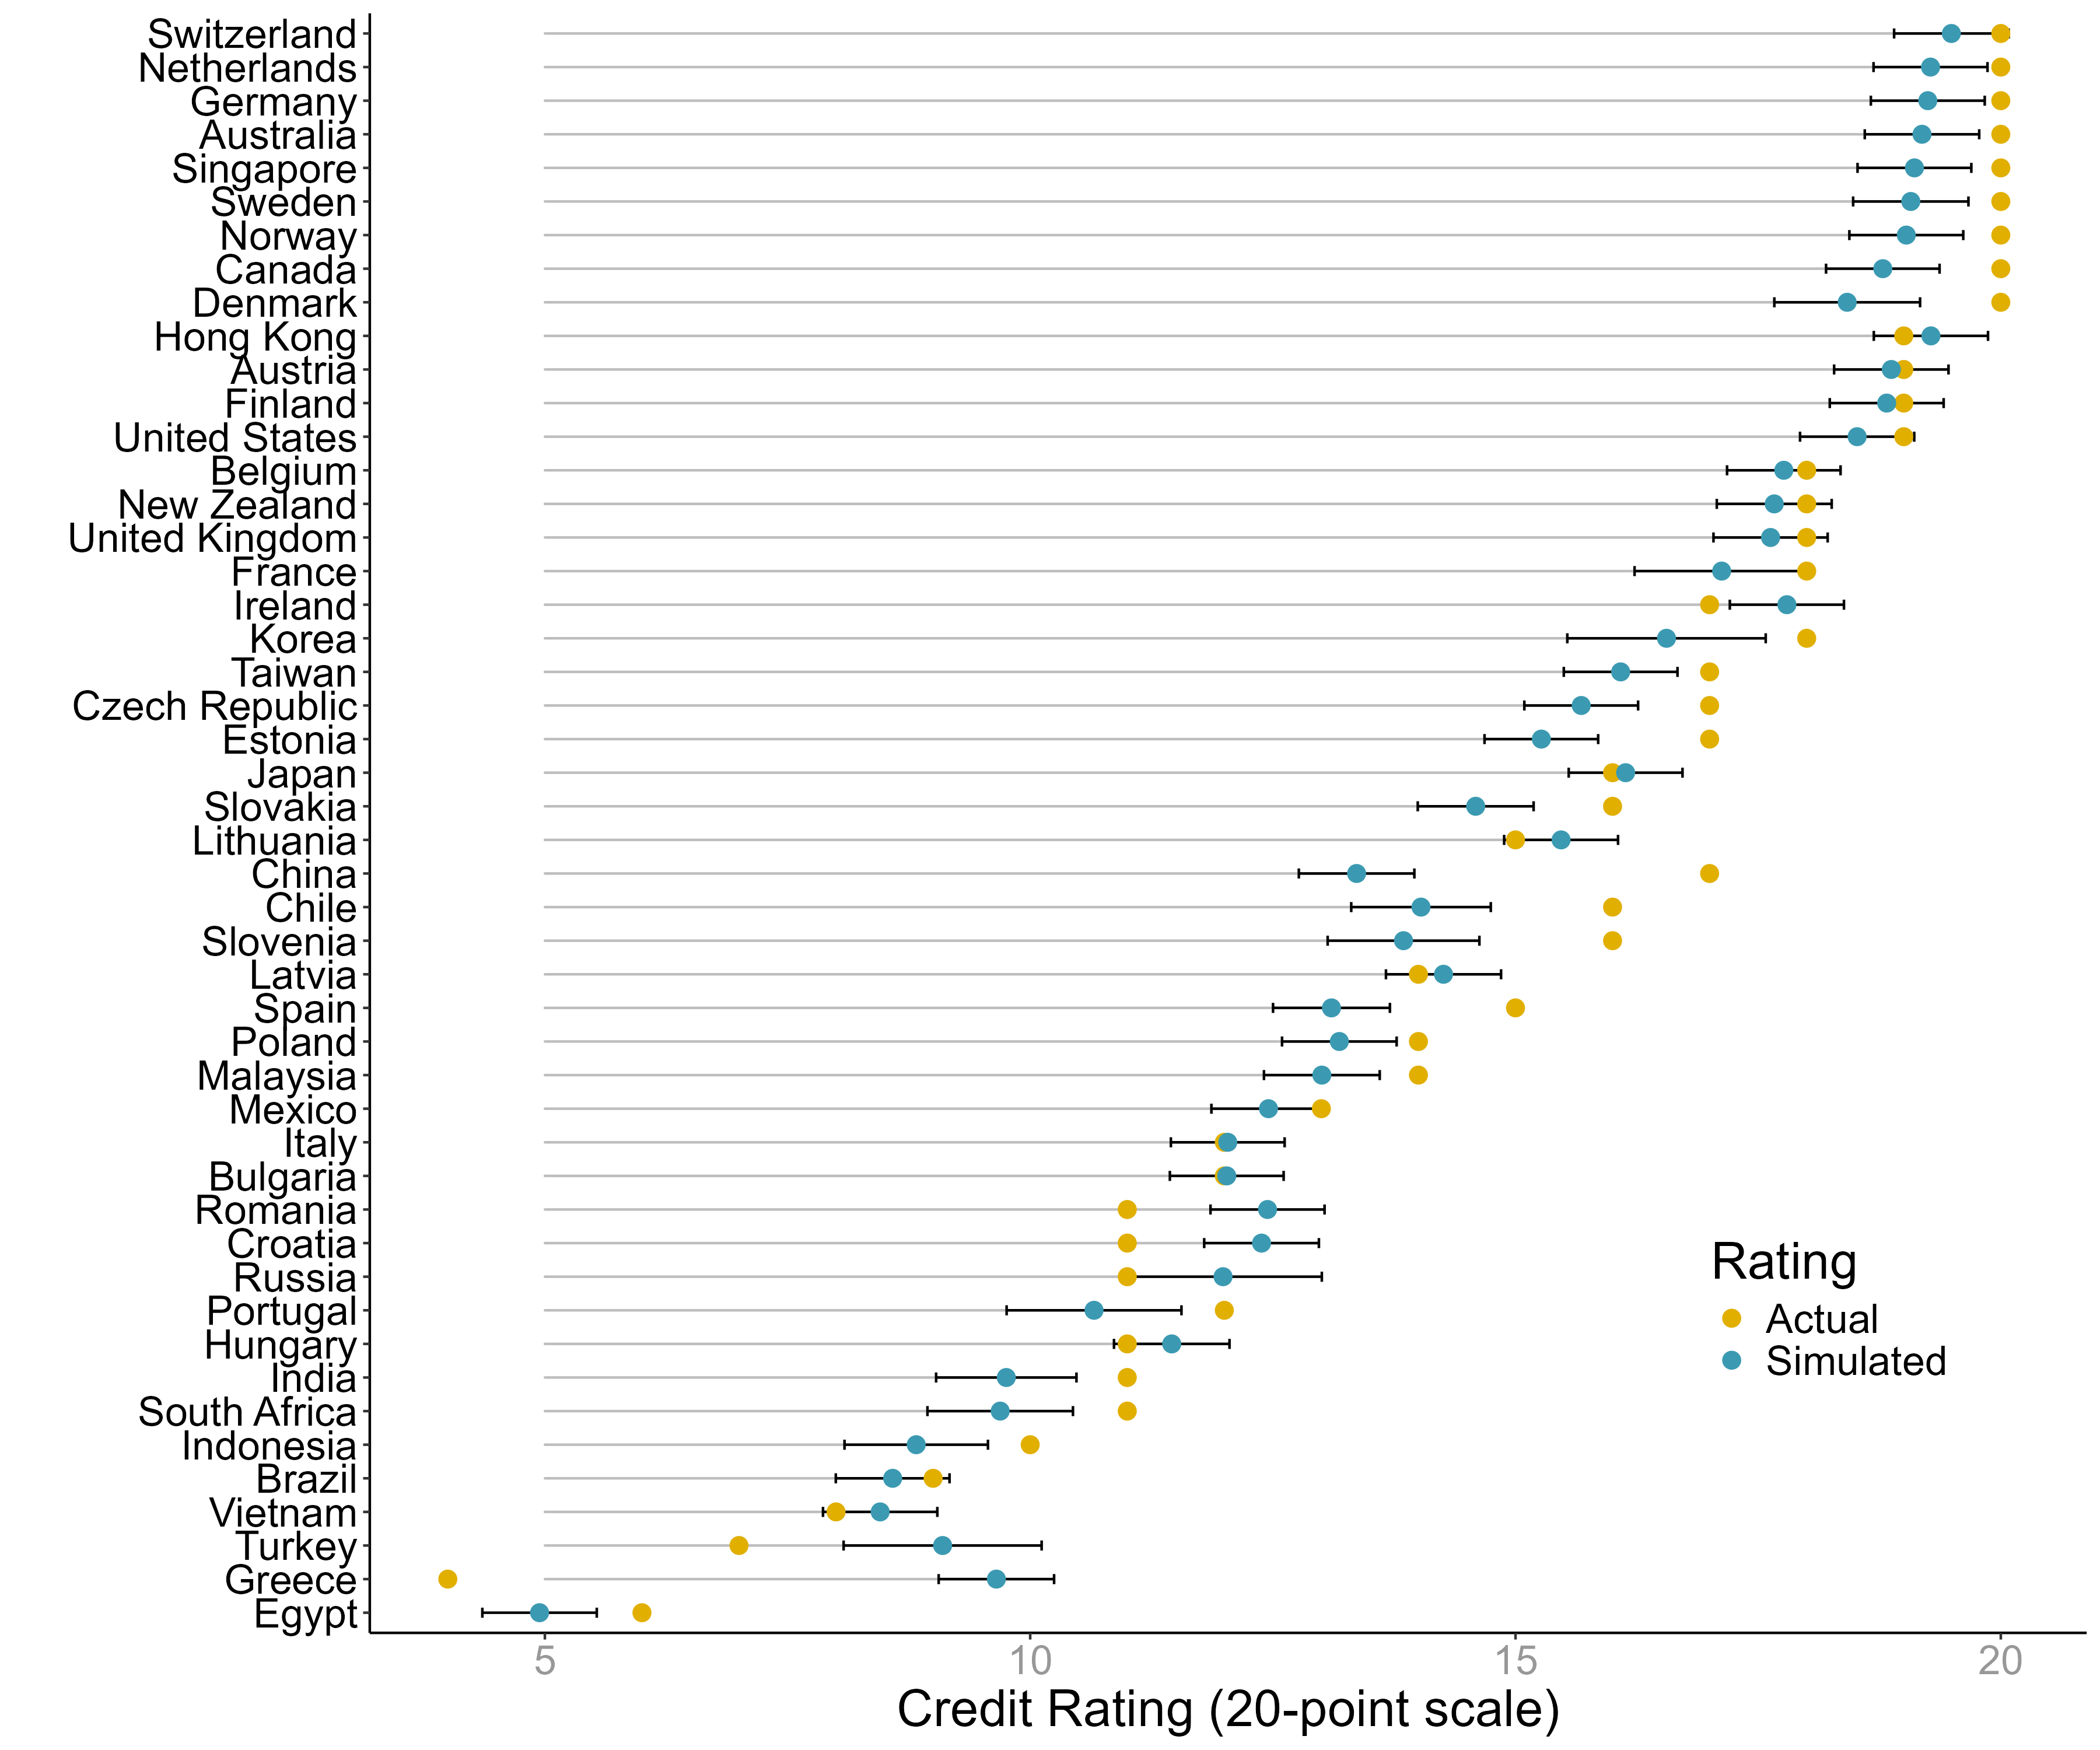 Switzerland
Netherlands
Germany
Australia
Singapore
Sweden
Norway
Canada
Denmark
Hong Kong
Austria
Finland
United States
Belgium
New Zealand
United Kingdom
France
Ireland
Korea
Taiwan
Czech Republic
Estonia
Japan
Slovakia
Lithuania
China
Chile
Slovenia
Latvia
Spain
Poland
Malaysia
Mexico
Italy
Bulgaria
Romania
Croatia
Russia
Portugal
Hungary
India
South Africa
Indonesia
Brazil
Vietnam
Turkey
Greece
Egypt
Rating
Actual
Simulated
5 10 15 20
Credit Rating (20-point scale)